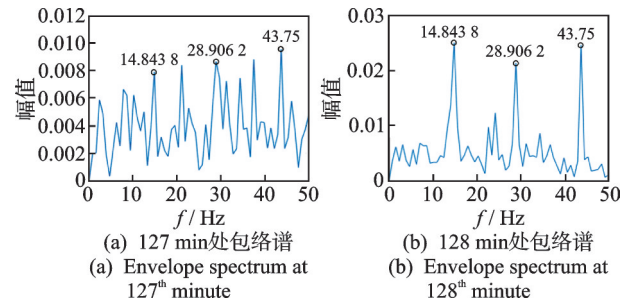 0.010
0.008
0.006
0.004
0.002
0
幅值
14.843 8
28.906 2
43.75
0 10 20 30 40 50
f / Hz
(a) 127 min处包络谱
(a) Envelope spectrum at
127th minute
0.03
0.02
0.01
0
幅值
14.843 8
28.906 2
43.75
0 10 20 30 40 50
f / Hz
(b) 128 min处包络谱
(b) Envelope spectrum at
128th minute